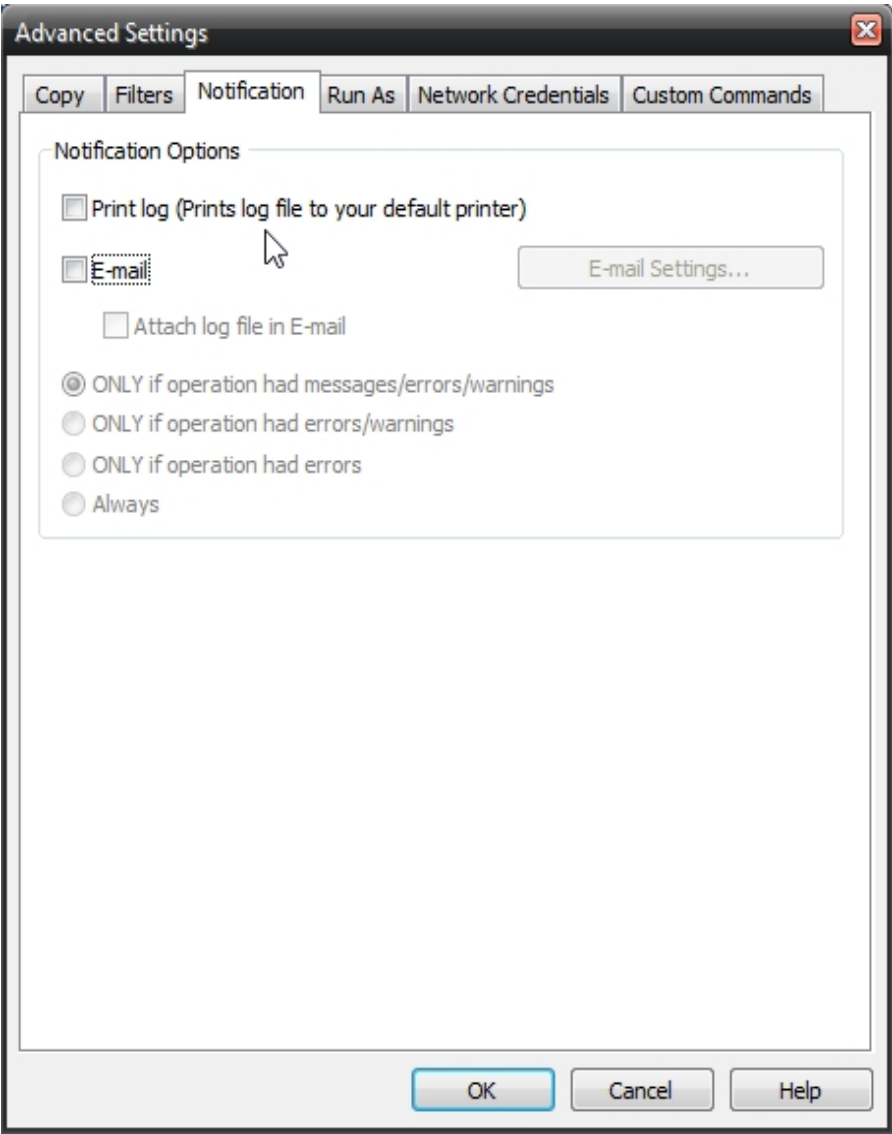 Advanced Settings
Copy Filters Notification Run As Network Credentials Custom Commands
Notification Options
Print log (Prints log file to your default printer)
E-mail E-mail Settings...
Attach log file in E-mail
ONLY if operation had messages/errors/warnings
ONLY if operation had errors/warnings
ONLY if operation had errors
Always
OK Cancel Help